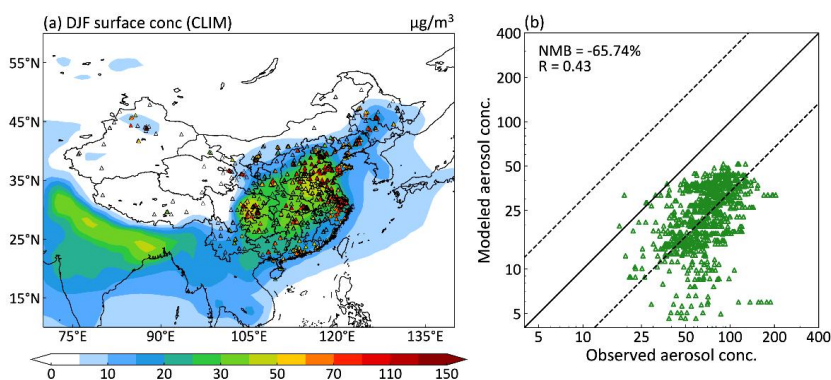 (a) DJF surface conc (CLIM) μg/m³
55°N
45°N
35°N
25°N
15°N
75°E 90°E 105°E 120°E 135°E
0 10 20 30 50 60 70 110 150
(b)
NMB = -65.74%
R = 0.43
Modeled aerosol conc.
400
200
100
50
25
10
5
5 10 25 50 100 200 400
Observed aerosol conc.